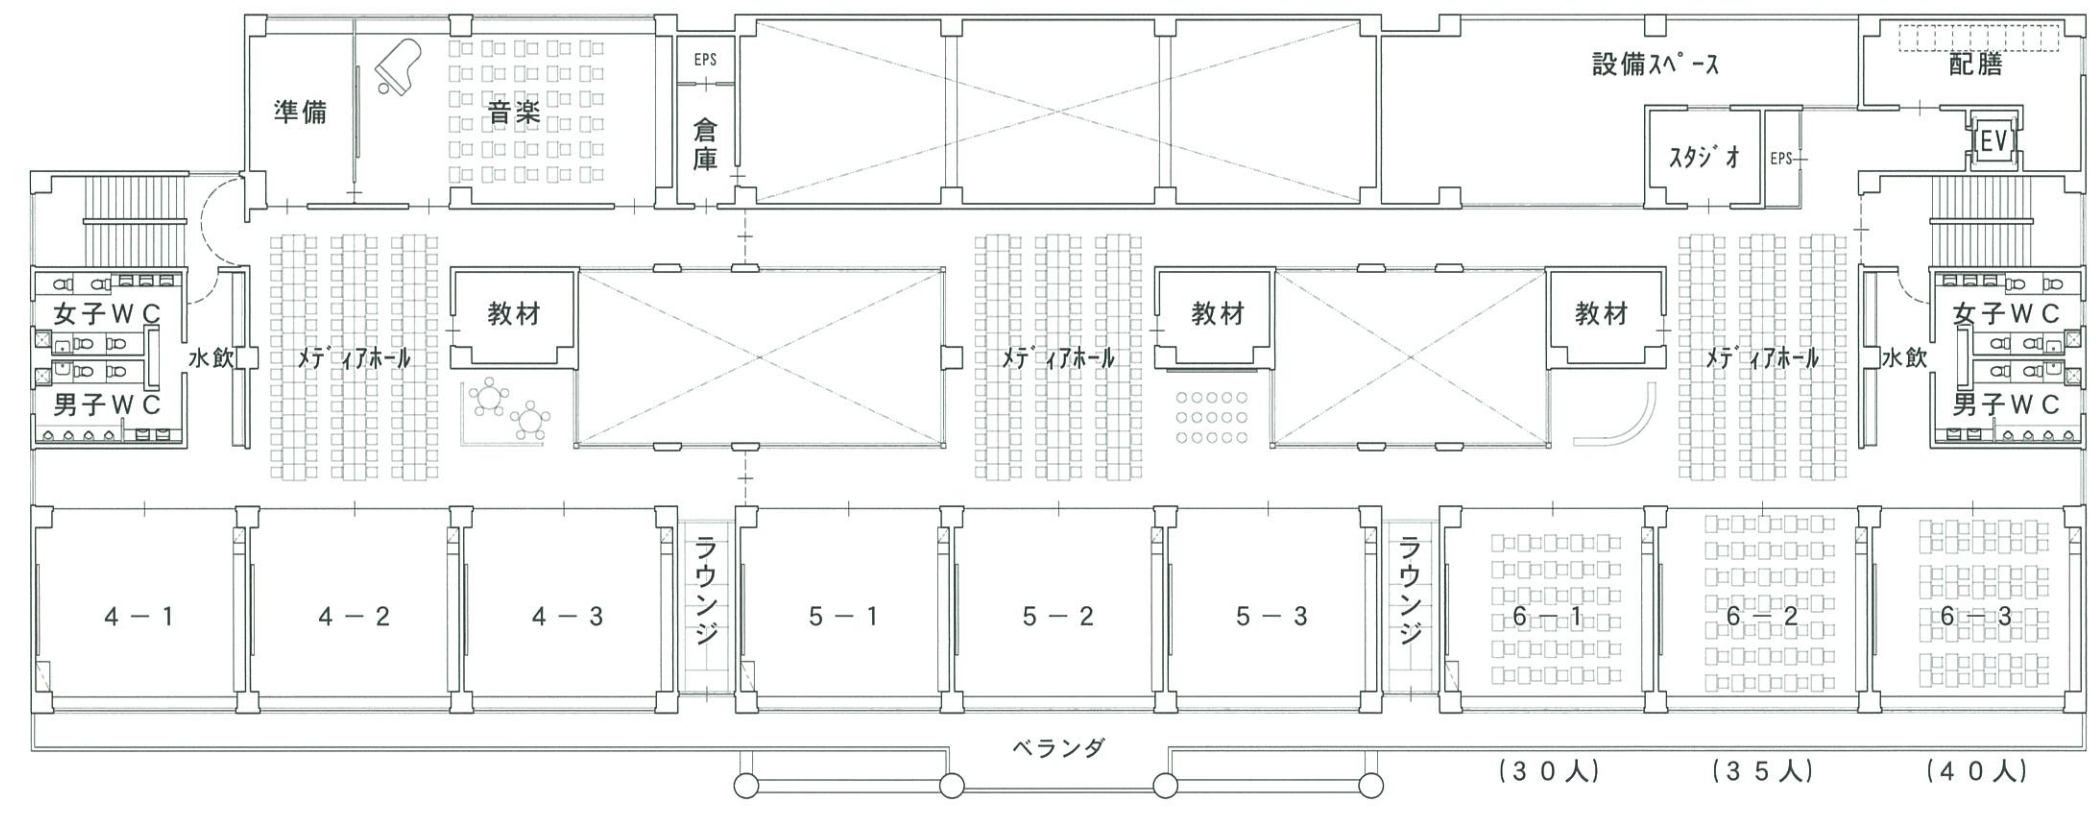 準備
音楽
EPS
倉庫
設備ｽﾍﾟｰｽ
配膳
ｽﾀｼﾞｵ
EPS
EV
女子ＷＣ
男子ＷＣ
水飲
ﾒﾃﾞｨｱﾎｰﾙ
教材
ﾒﾃﾞｨｱﾎｰﾙ
教材
教材
ﾒﾃﾞｨｱﾎｰﾙ
水飲
女子ＷＣ
男子ＷＣ
４－１
４－２
４－３
ラウンジ
５－１
５－２
５－３
ラウンジ
６－１
６－２
６－３
ベランダ
(３０人)
(３５人)
(４０人)